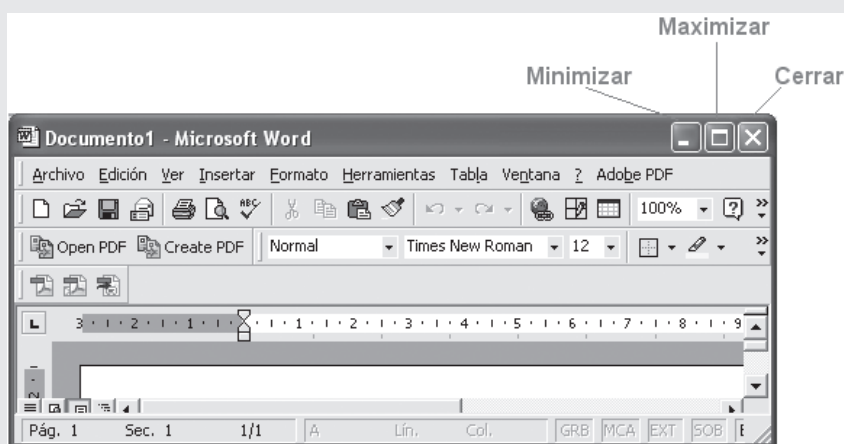 Maximizar
Minimizar Cerrar
Documento1 - Microsoft Word
Archivo Edición Ver Insertar Formato Herramientas Tabla Ventana ? Adobe PDF
ABC 100% ?
Open PDF Create PDF Normal Times New Roman 12
L 3 2 1 1 2 3 4 5 6 7 8 9
2
Pág. 1 Sec. 1 1/1 A Lín. Col. GRB MCA EXT SOB